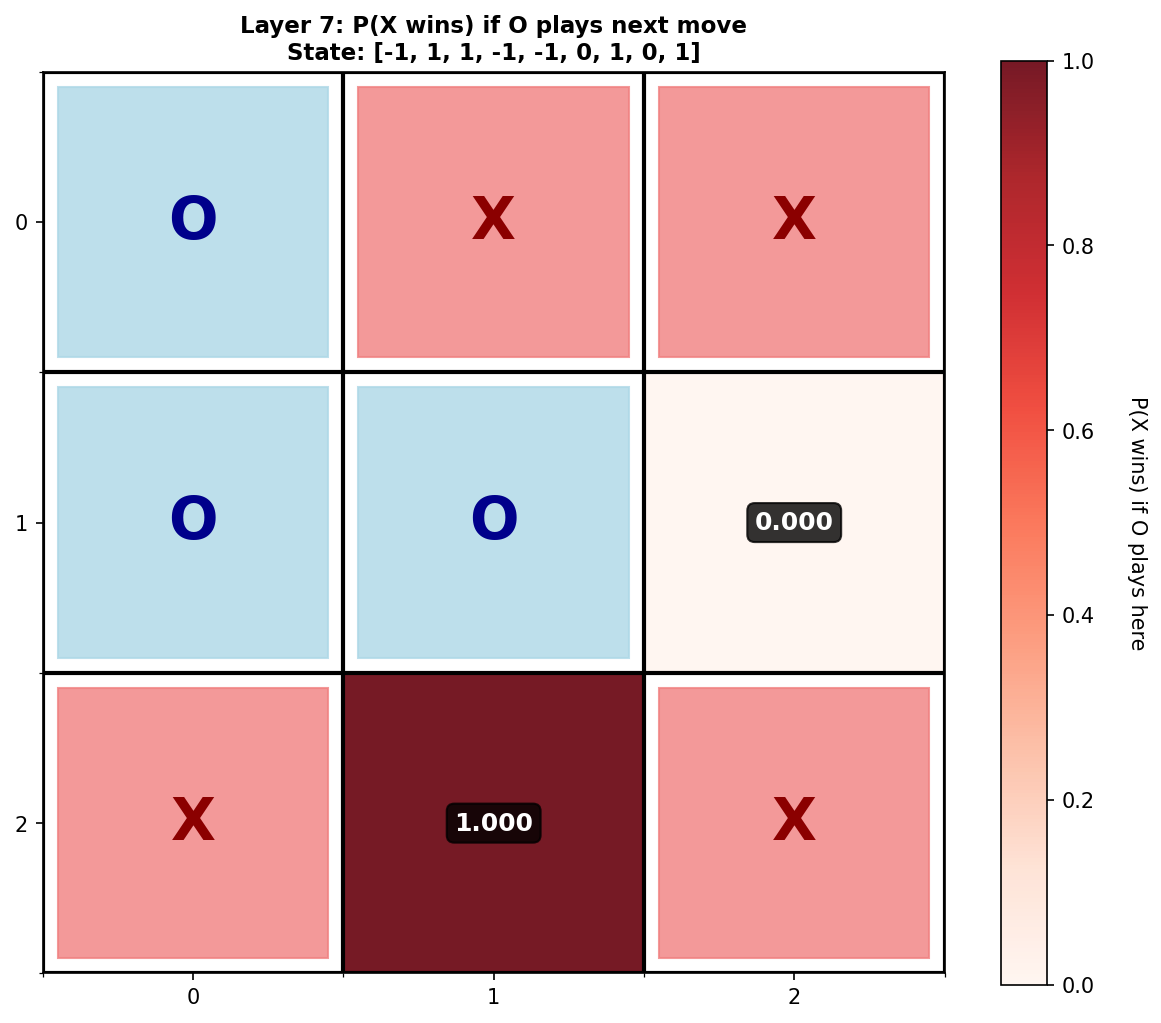 Layer 7: P(X wins) if O plays next move
State: [-1, 1, 1, -1, -1, 0, 1, 0, 1]
O X X
O O 0.000
X 1.000 X
0
1
2
0 1 2
1.0
0.8
0.6
0.4
0.2
0.0
P(X wins) if O plays here